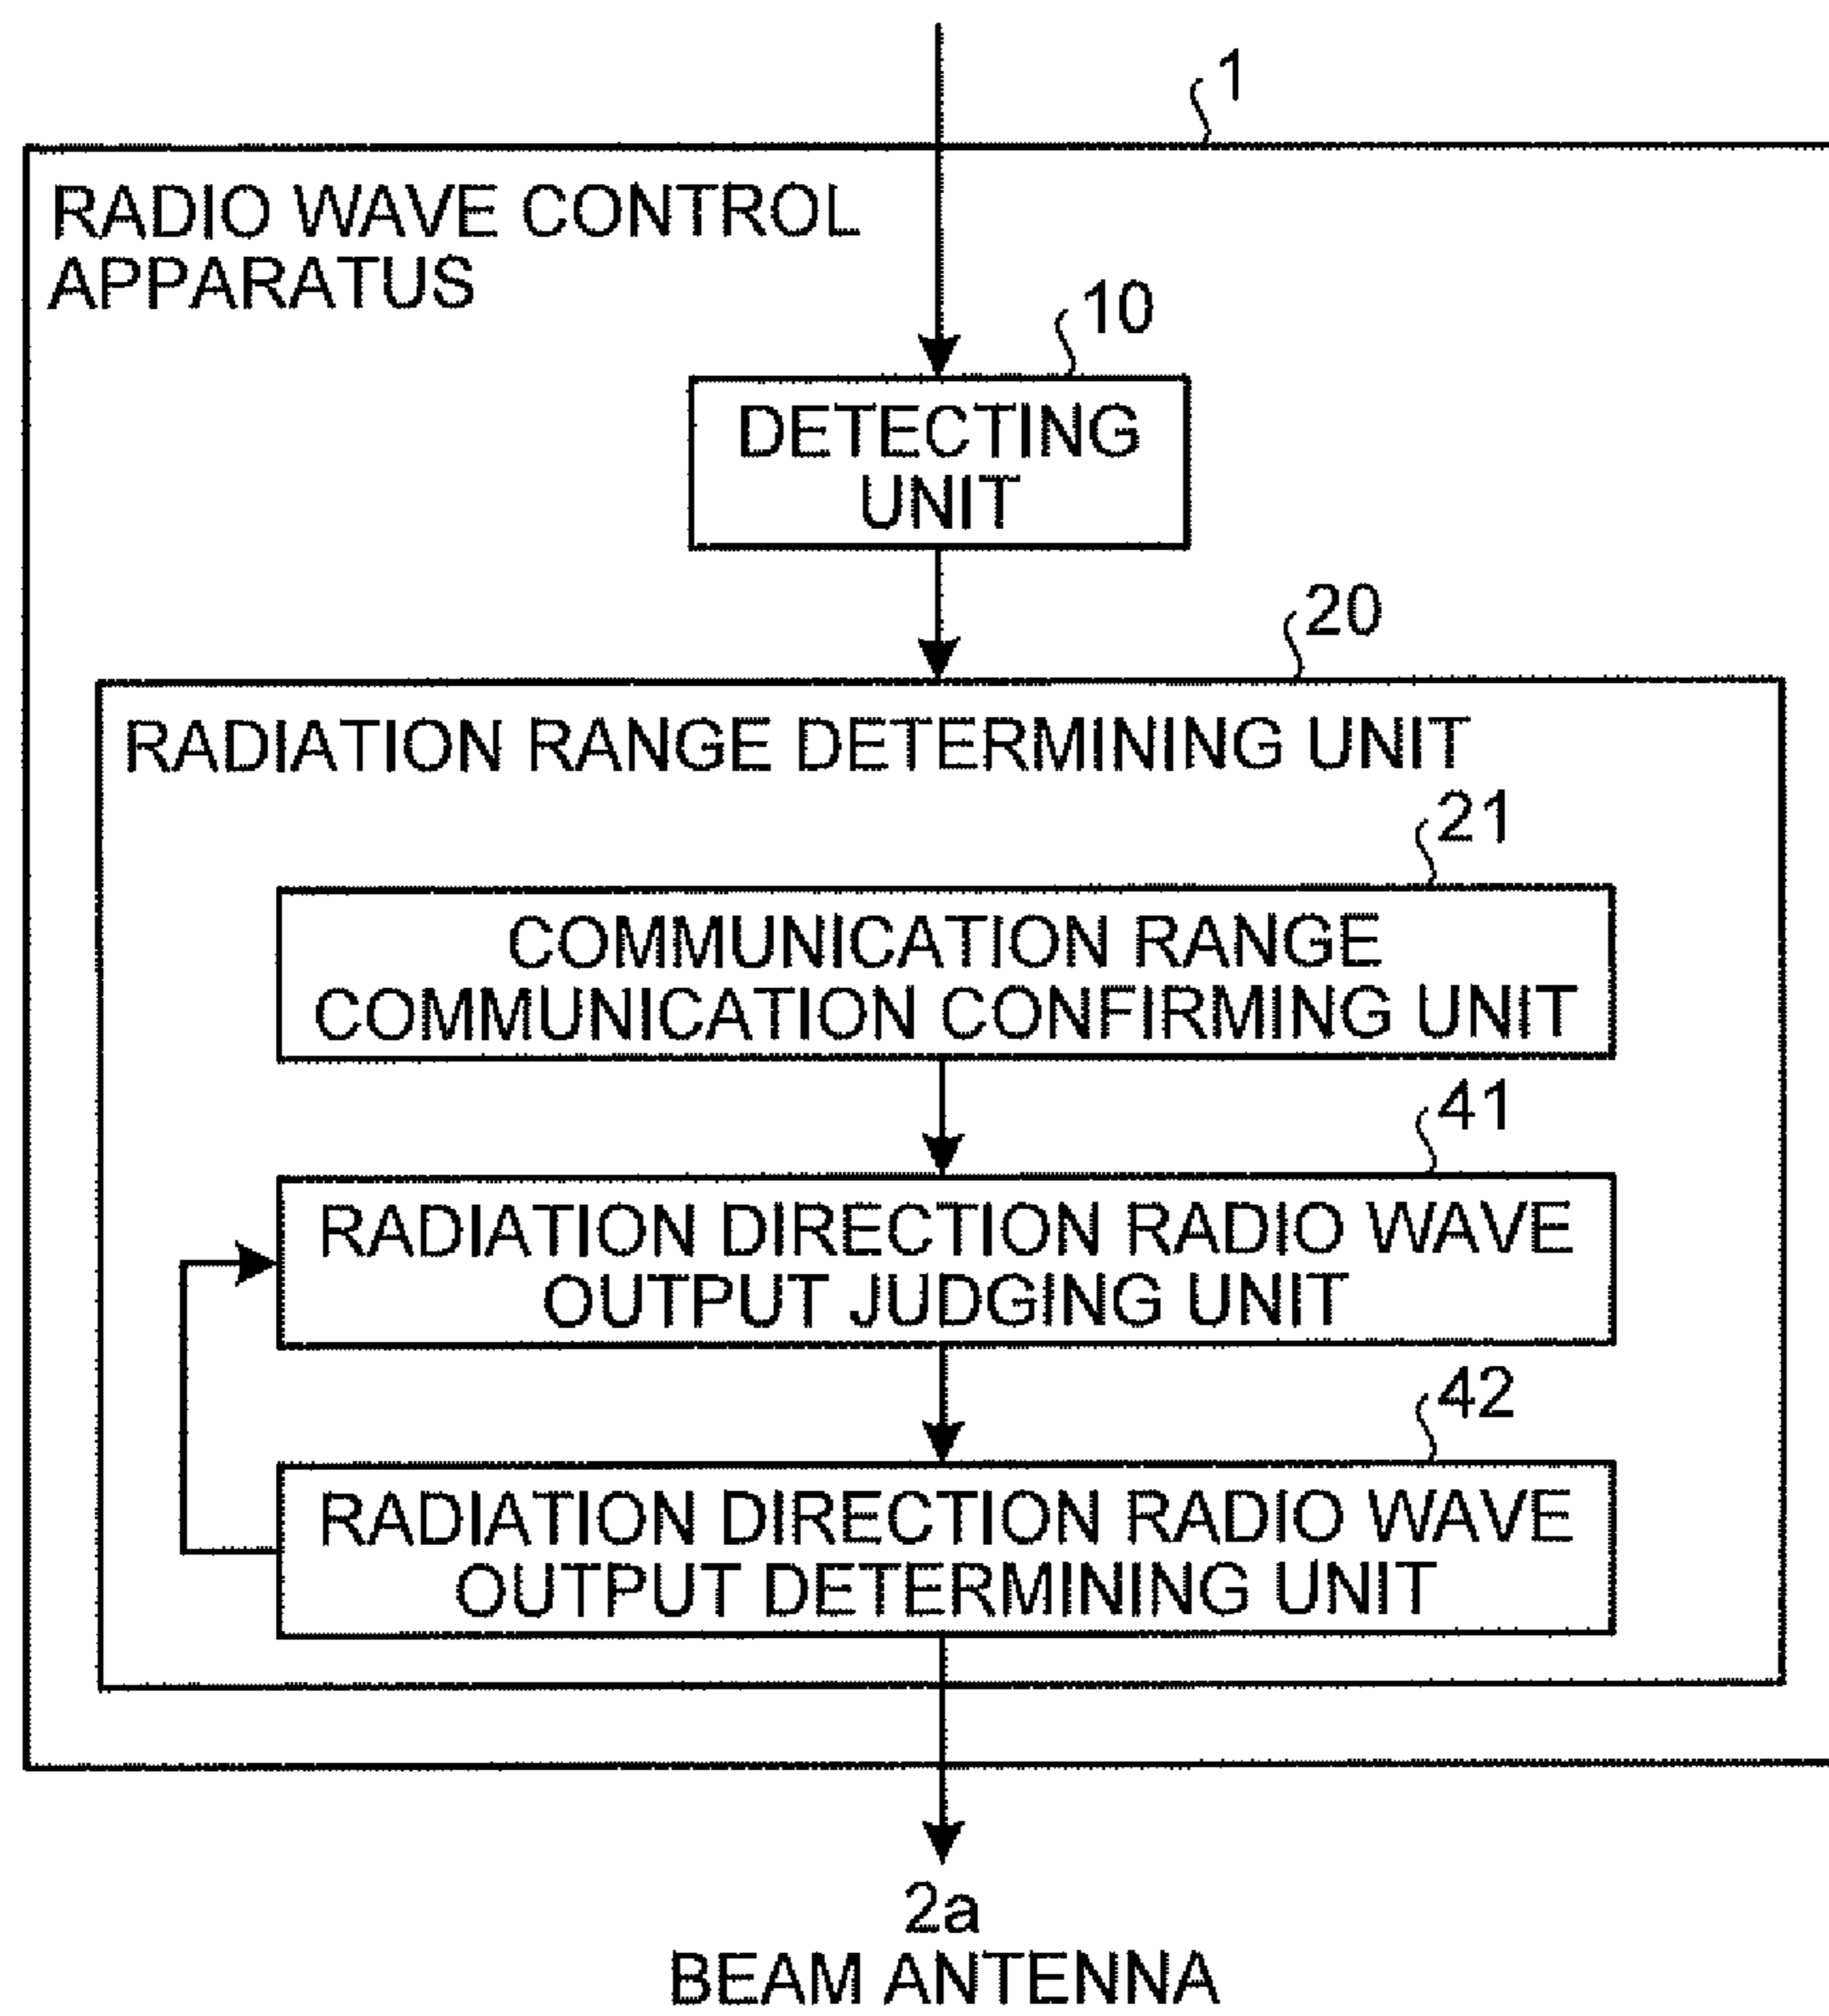 1
RADIO WAVE CONTROL
APPARATUS
10
DETECTING
UNIT
20
RADIATION RANGE DETERMINING UNIT
21
COMMUNICATION RANGE
COMMUNICATION CONFIRMING UNIT
41
RADIATION DIRECTION RADIO WAVE
OUTPUT JUDGING UNIT
42
RADIATION DIRECTION RADIO WAVE
OUTPUT DETERMINING UNIT
2a
BEAM ANTENNA